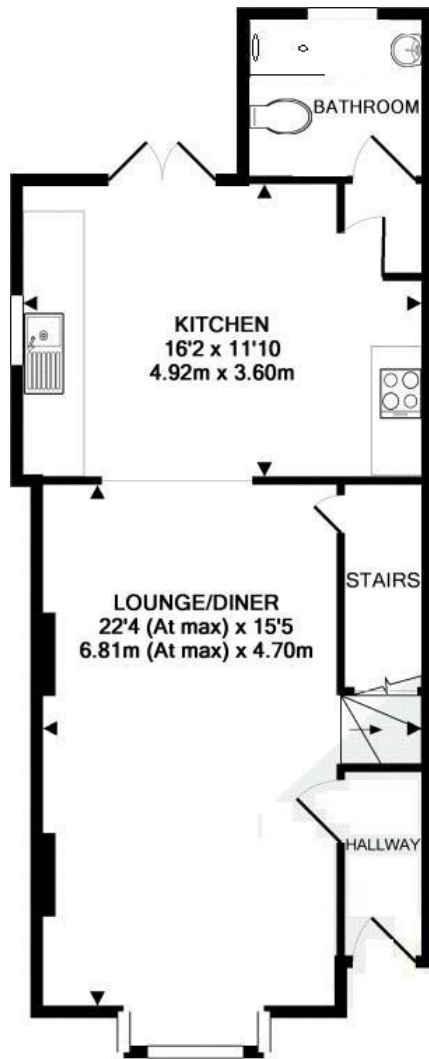 BATHROOM
KITCHEN
16'2 x 11'10
4.92m x 3.60m
LOUNGE/DINER
22'4 (At max) x 15'5
6.81m (At max) x 4.70m
STAIRS
HALLWAY